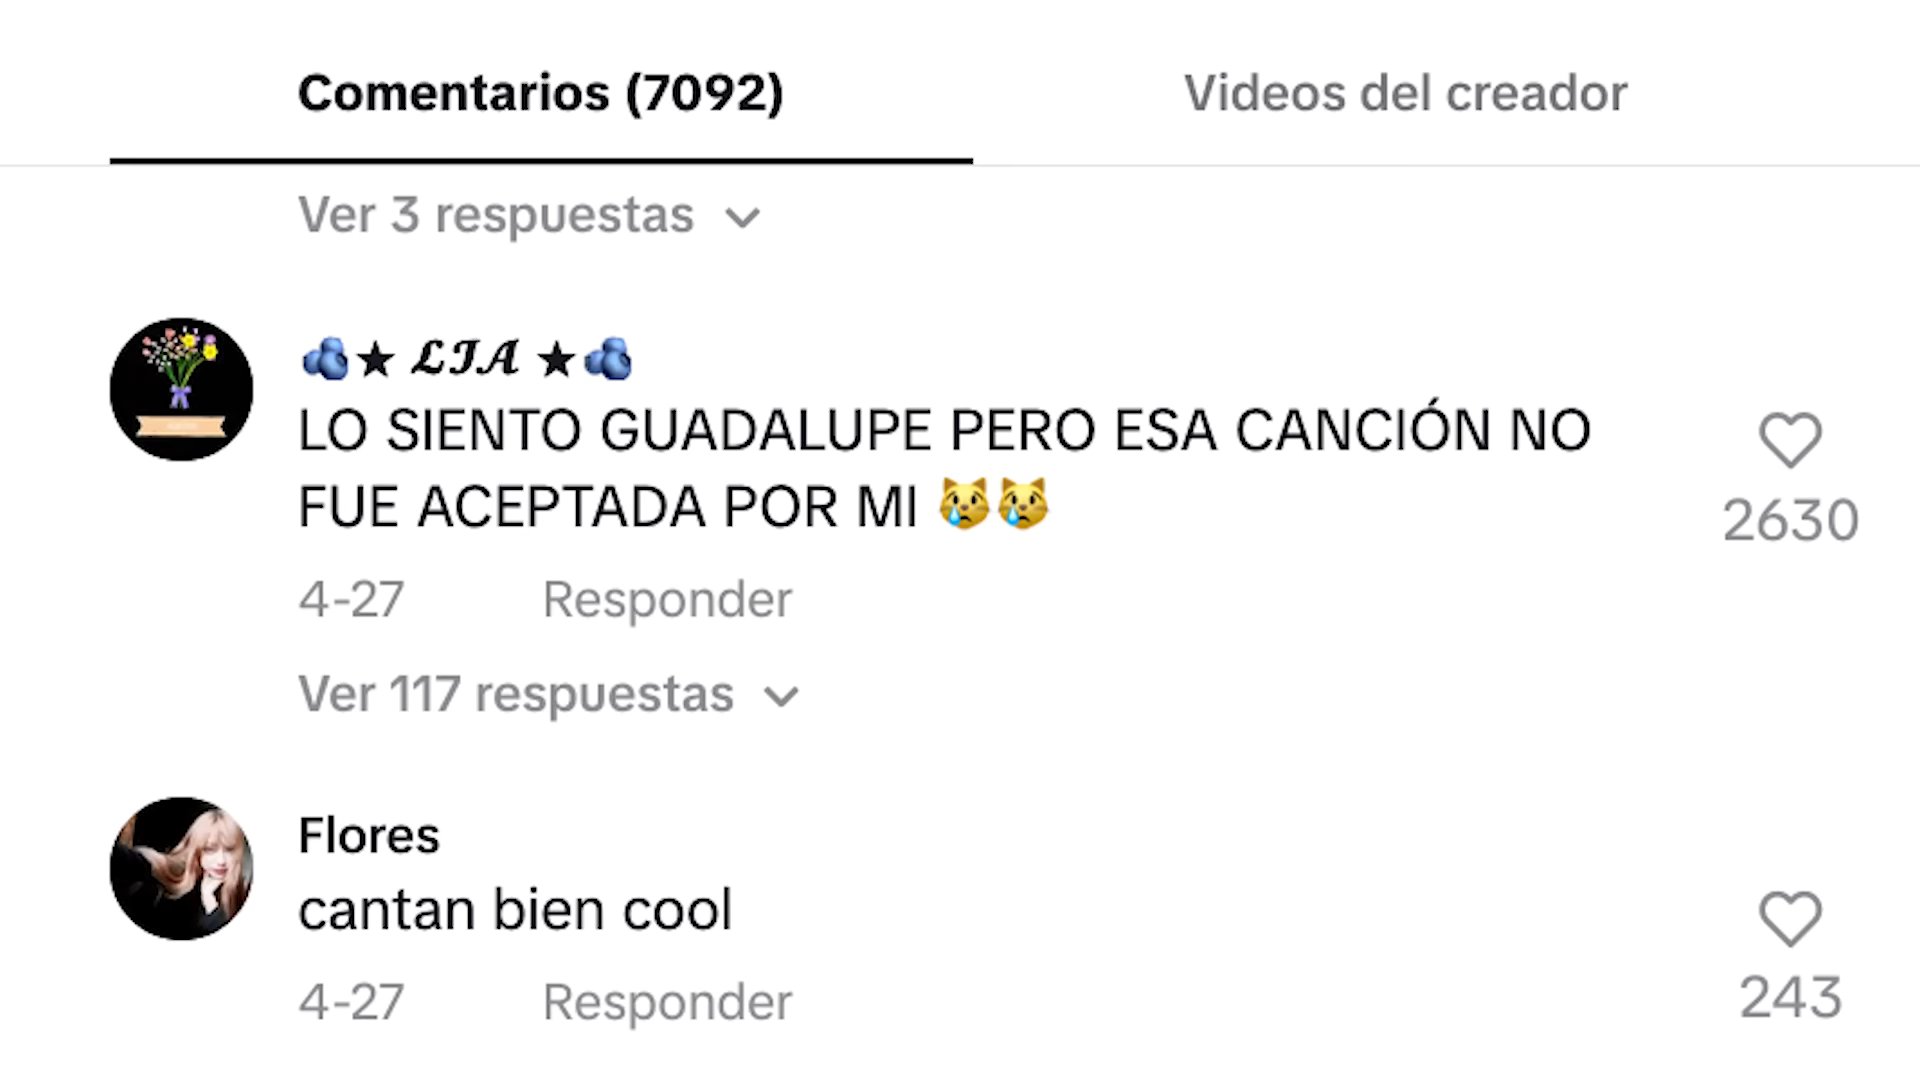 Comentarios (7092)
Videos del creador
Ver 3 respuestas
🫐★ 𝓛𝓘𝓐 ★🫐
LO SIENTO GUADALUPE PERO ESA CANCIÓN NO
FUE ACEPTADA POR MI 😿😿
2630
4-27 Responder
Ver 117 respuestas
Flores
cantan bien cool
4-27 Responder
243